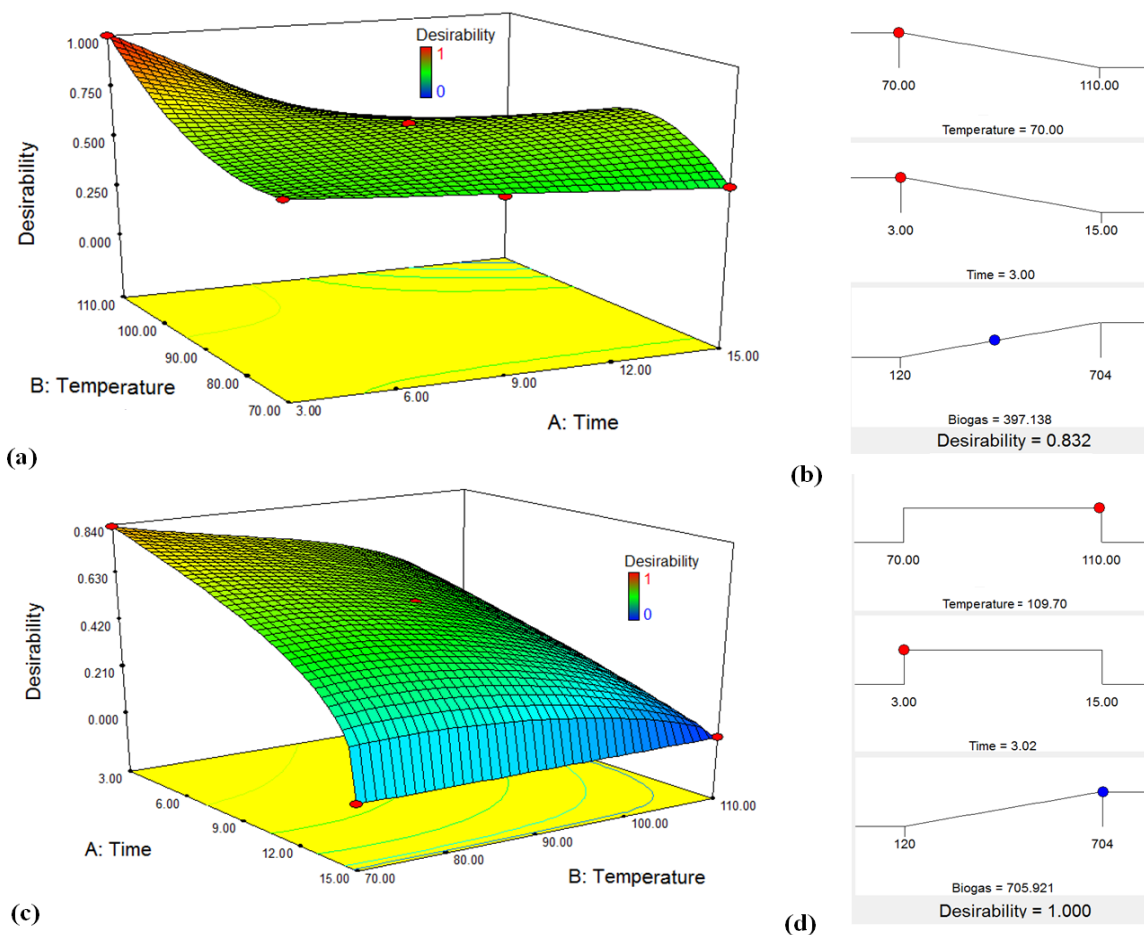 Desirability
1
0
1.000
0.750
0.500
0.250
0.000
Desirability
110.00
100.00
90.00
80.00
70.00
B: Temperature
3.00
6.00
9.00
12.00
15.00
A: Time
(a)
70.00
110.00
Temperature = 70.00
3.00
15.00
Time = 3.00
120
704
Biogas = 397.138
Desirability = 0.832
(b)
Desirability
1
0
0.840
0.630
0.420
0.210
0.000
Desirability
3.00
6.00
9.00
12.00
15.00
A: Time
70.00
80.00
90.00
100.00
110.00
B: Temperature
(c)
70.00
110.00
Temperature = 109.70
3.00
15.00
Time = 3.02
120
704
Biogas = 705.921
Desirability = 1.000
(d)